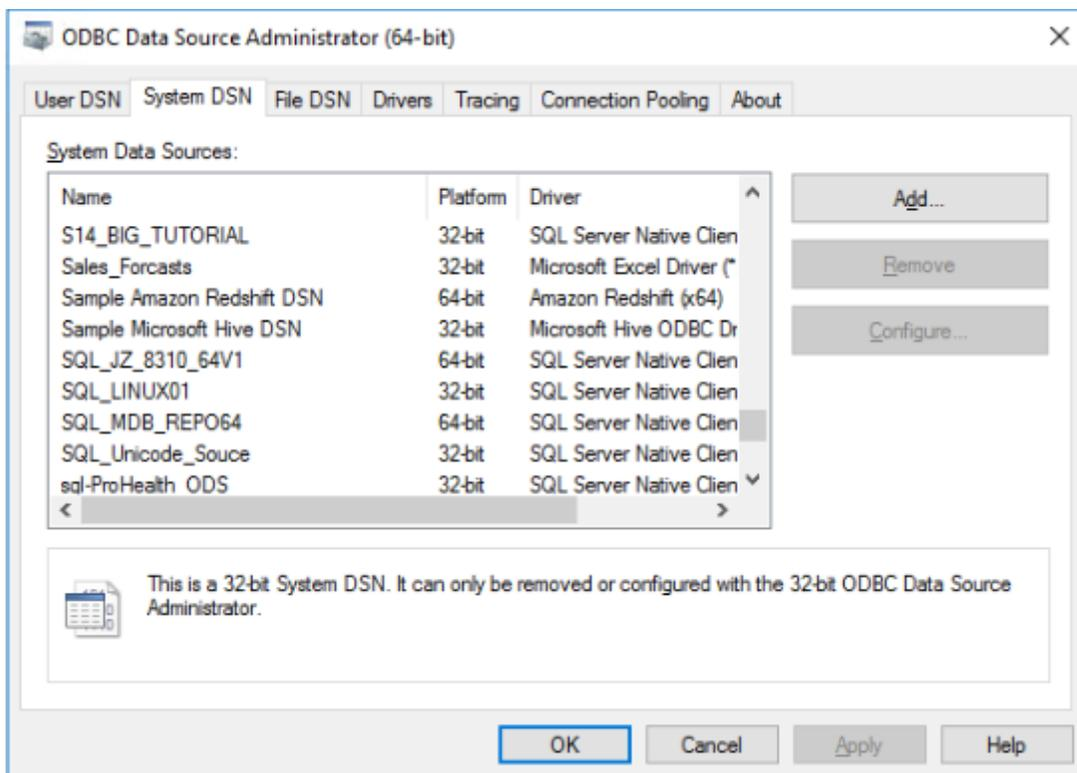 ODBC Data Source Administrator (64-bit)
User DSN System DSN File DSN Drivers Tracing Connection Pooling About
System Data Sources:
Name Platform Driver
S14_BIG_TUTORIAL 32-bit SQL Server Native Clien
Sales_Forcasts 32-bit Microsoft Excel Driver (*
Sample Amazon Redshift DSN 64-bit Amazon Redshift (x64)
Sample Microsoft Hive DSN 32-bit Microsoft Hive ODBC Dr
SQL_JZ_8310_64V1 64-bit SQL Server Native Clien
SQL_LINUX01 32-bit SQL Server Native Clien
SQL_MDB_REPO64 64-bit SQL Server Native Clien
SQL_Unicode_Souce 32-bit SQL Server Native Clien
sql-ProHealth_ODS 32-bit SQL Server Native Clien
Add...
Remove
Configure...
This is a 32-bit System DSN. It can only be removed or configured with the 32-bit ODBC Data Source
Administrator.
OK Cancel Apply Help